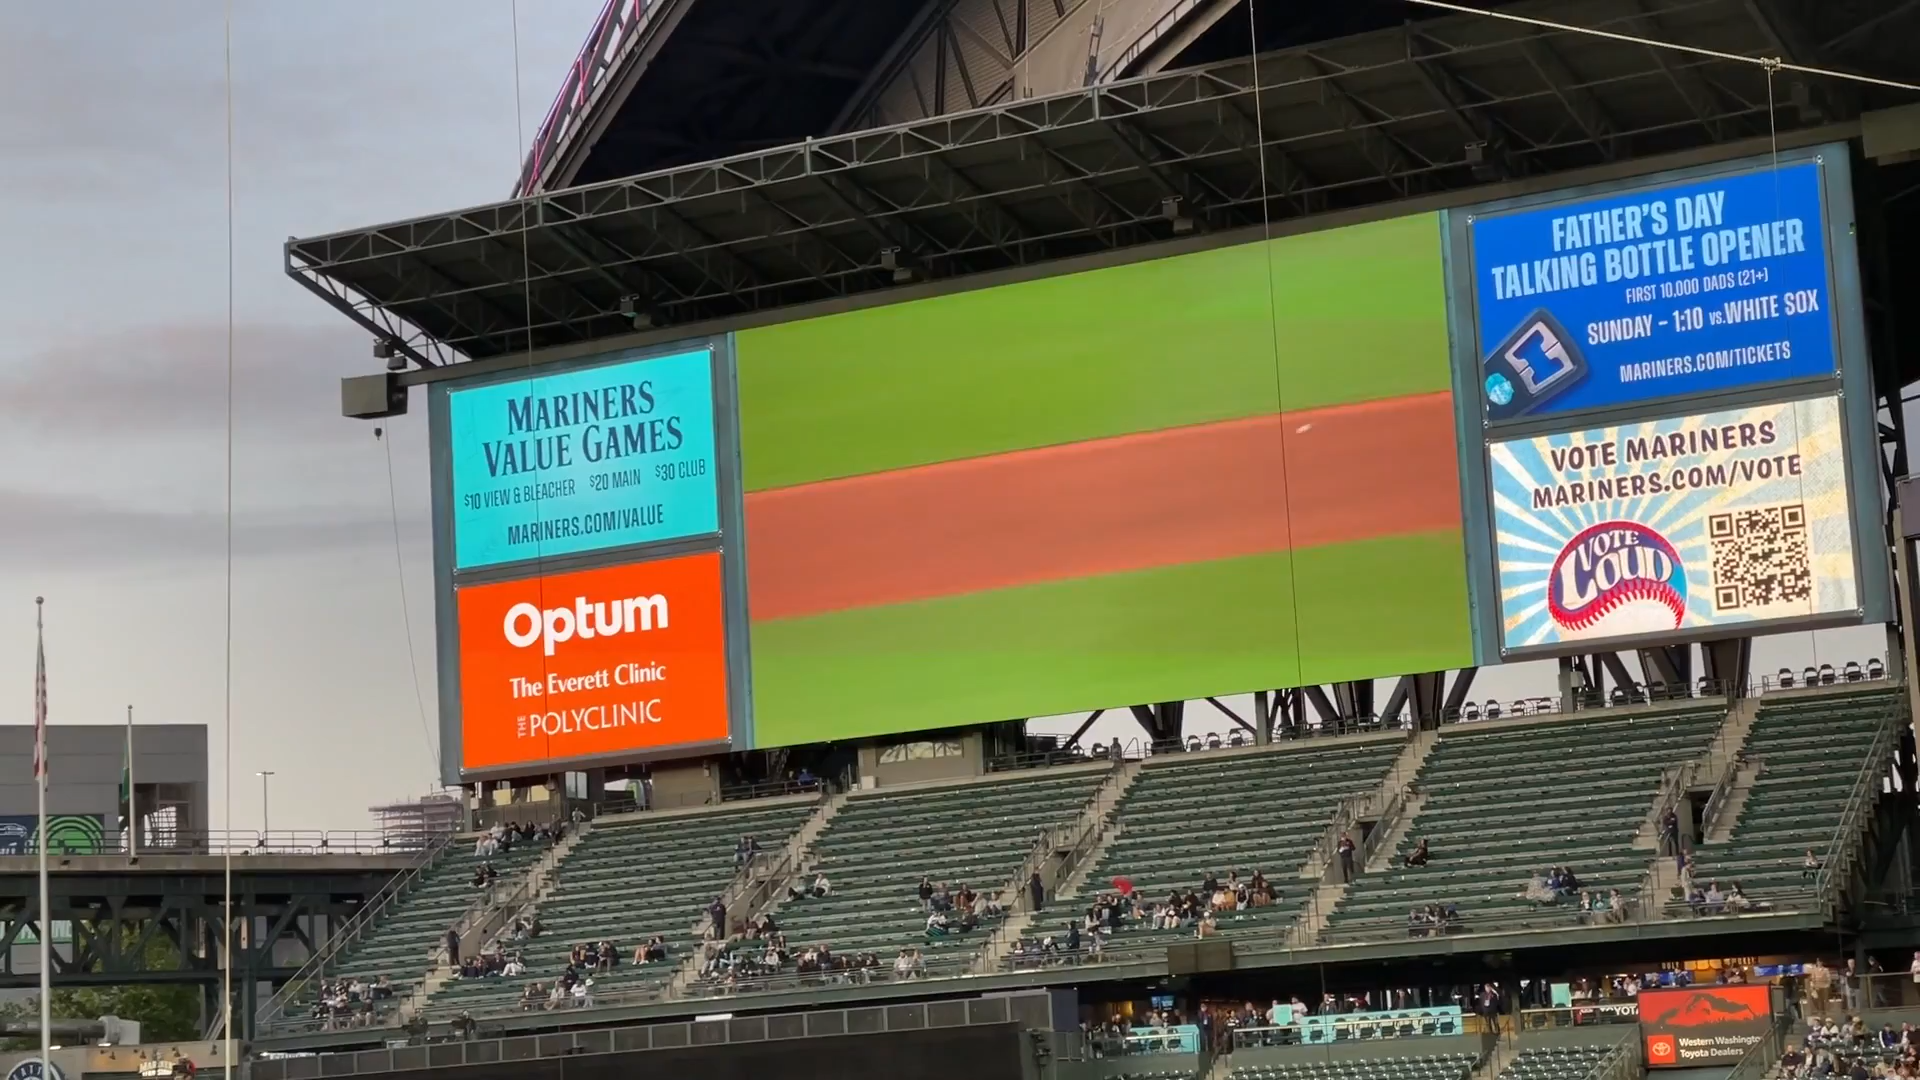 MARINERS
VALUE GAMES
$10 VIEW & BLEACHER $20 MAIN $30 CLUB
MARINERS.COM/VALUE
Optum
The Everett Clinic
THE POLYCLINIC
FATHER'S DAY
TALKING BOTTLE OPENER
FIRST 10,000 DADS (21+)
SUNDAY - 1:10 VS. WHITE SOX
MARINERS.COM/TICKETS
VOTE MARINERS
MARINERS.COM/VOTE
VOTE
LOUD
Western Washington
Toyota Dealers